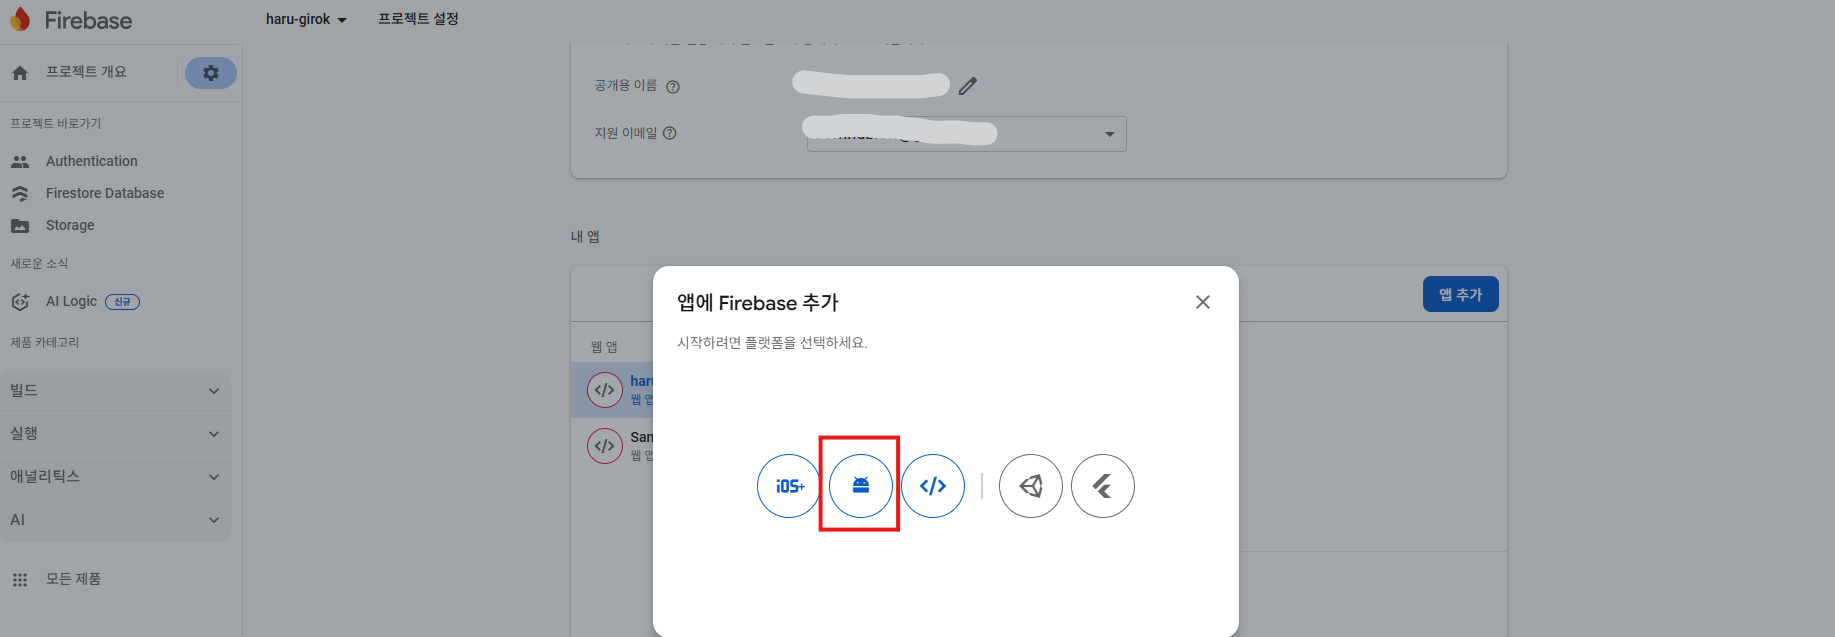 Firebase
haru-girok
프로젝트 설정
프로젝트 개요
공개용 이름
지원 이메일
프로젝트 바로가기
Authentication
Firestore Database
Storage
새로운 소식
AI Logic 신규
제품 카테고리
빌드
실행
애널리틱스
AI
모든 제품
내 앱
앱 추가
웹 앱
har
웹 앱
San
웹 앱
앱에 Firebase 추가
시작하려면 플랫폼을 선택하세요.
iOS+